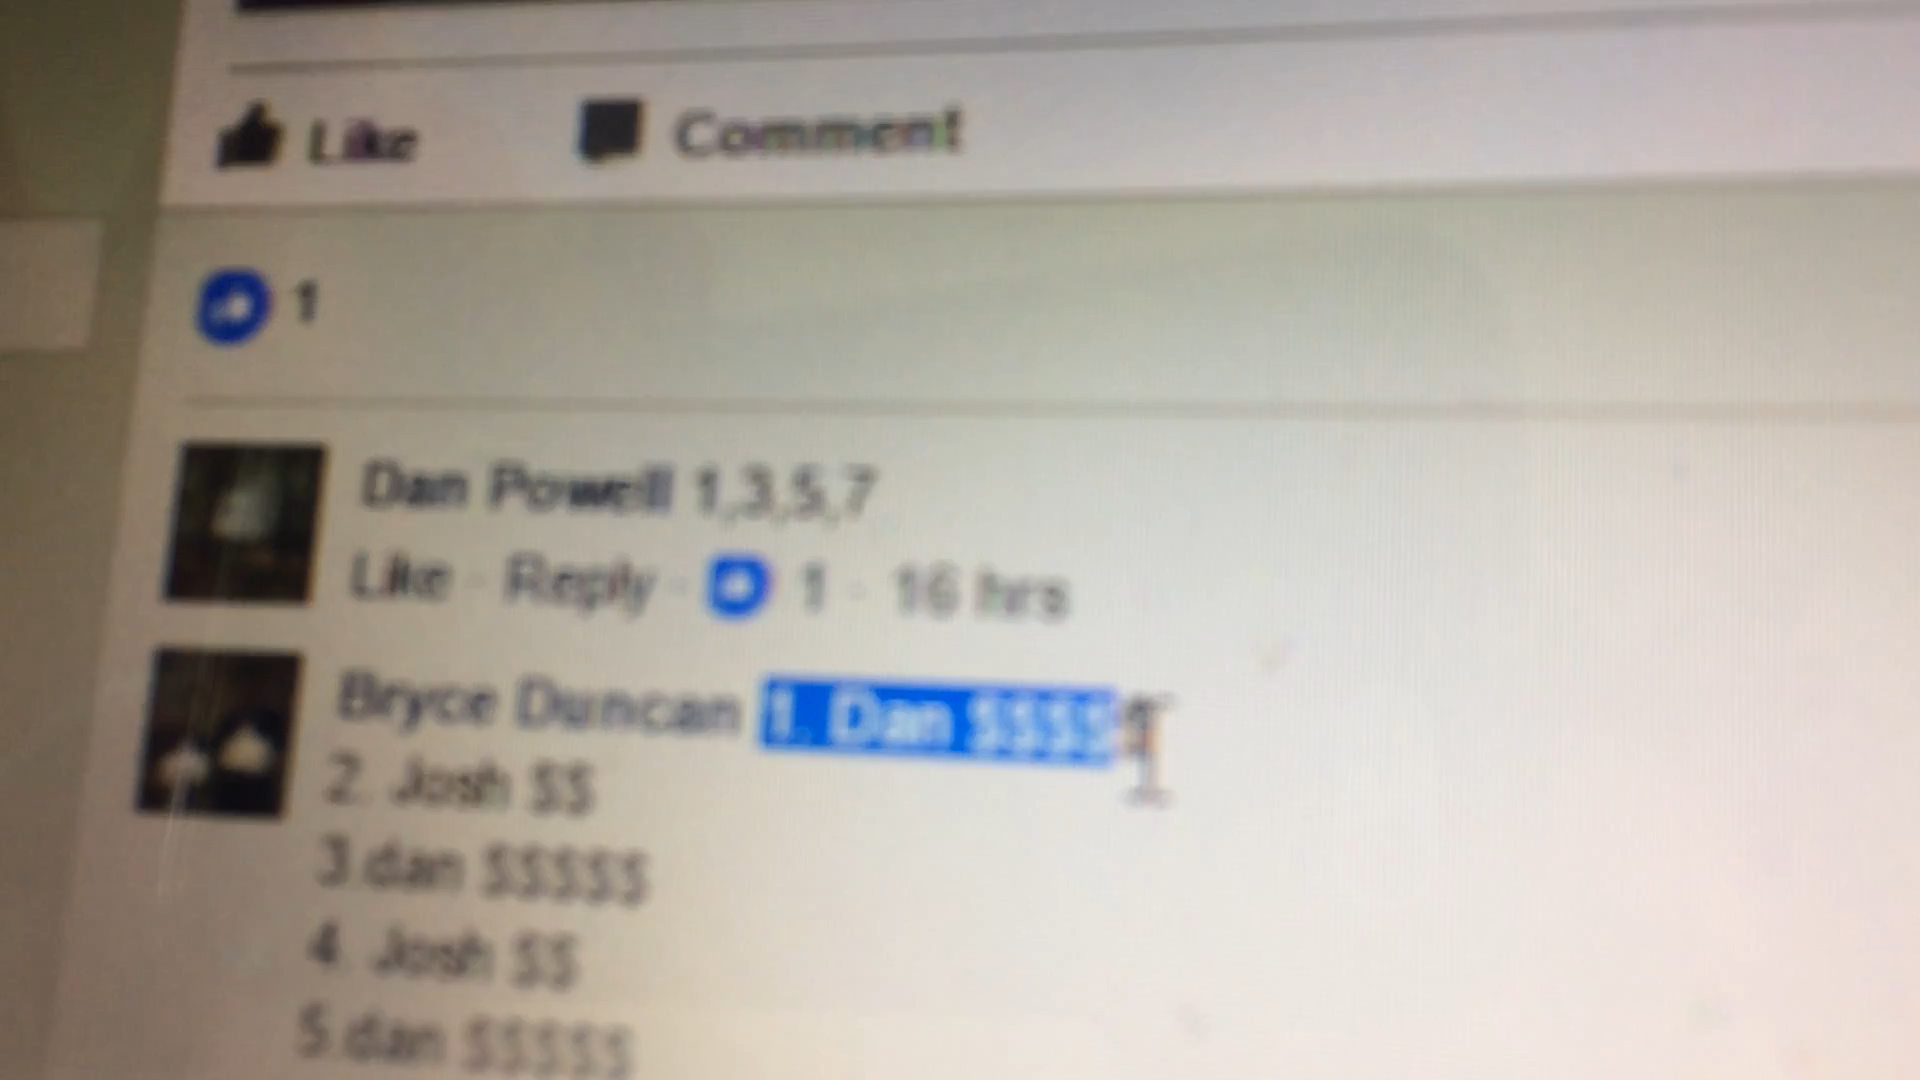 Like Comment
1
Dan Powell 1,3,5,7
Like · Reply · 1 · 16 hrs
Bryce Duncan 1. Dan $$$$$
2. Josh $$
3.dan $$$$$
4. Josh $$
5.dan $$$$$